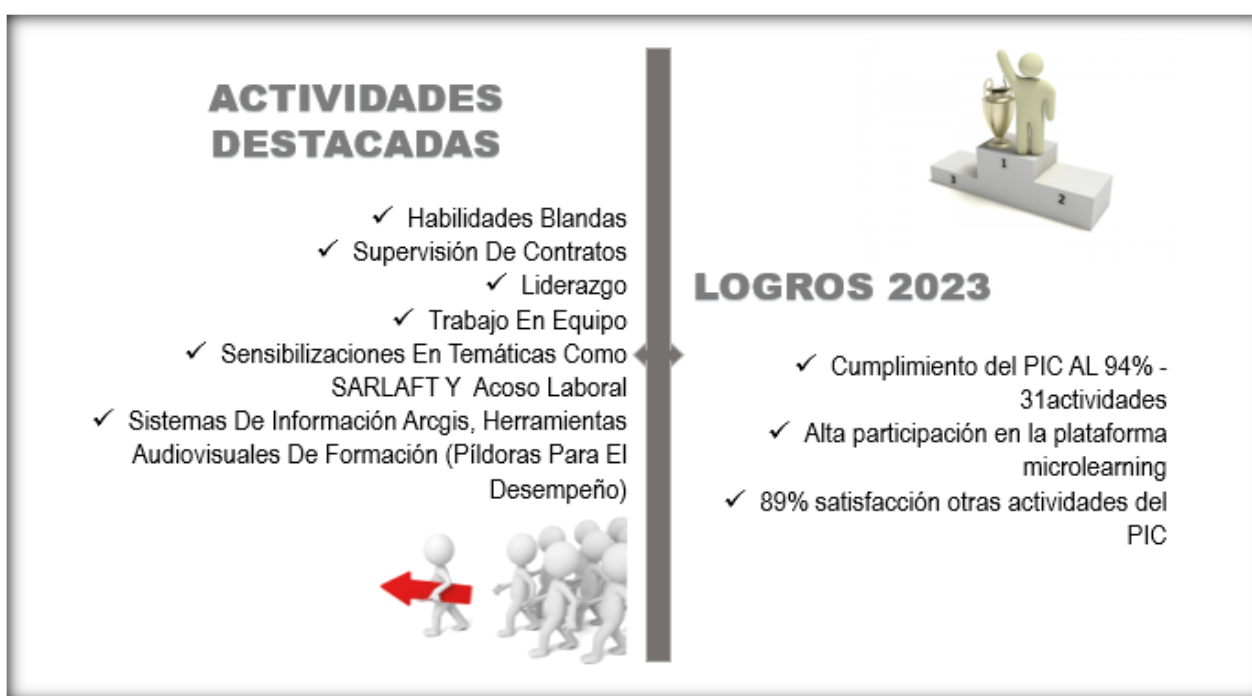 ACTIVIDADES
DESTACADAS
✓ Habilidades Blandas
✓ Supervisión De Contratos
✓ Liderazgo
✓ Trabajo En Equipo
✓ Sensibilizaciones En Temáticas Como
SARLAFT Y Acoso Laboral
✓ Sistemas De Información Arcgis, Herramientas
Audiovisuales De Formación (Píldoras Para El
Desempeño)
1
3
2
LOGROS 2023
✓ Cumplimiento del PIC AL 94% -
31actividades
✓ Alta participación en la plataforma
microlearning
✓ 89% satisfacción otras actividades del
PIC